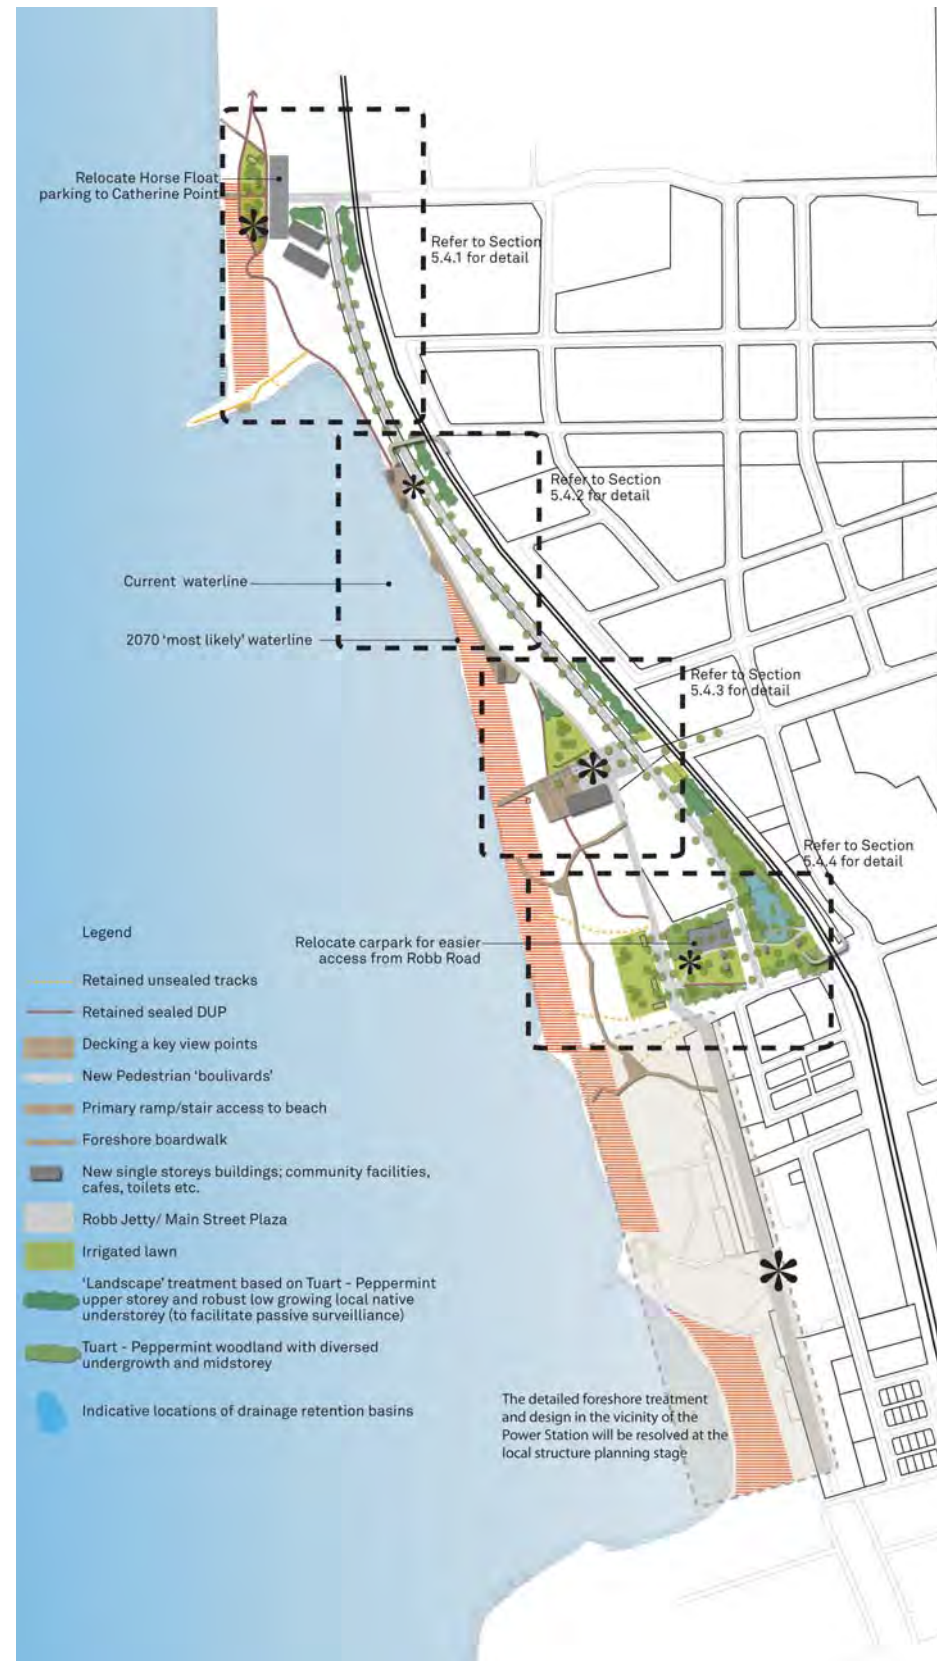 Relocate Horse Float
parking to Catherine Point
Refer to Section
5.4.1 for detail
Refer to Section
5.4.2 for detail
Current waterline
2070 ‘most likely’ waterline
Refer to Section
5.4.3 for detail
Refer to Section
5.4.4 for detail
Relocate carpark for easier
access from Robb Road
Legend
Retained unsealed tracks
Retained sealed DUP
Decking a key view points
New Pedestrian ‘boulivards’
Primary ramp/stair access to beach
Foreshore boardwalk
New single storeys buildings; community facilities,
cafes, toilets etc.
Robb Jetty/ Main Street Plaza
Irrigated lawn
‘Landscape’ treatment based on Tuart - Peppermint
upper storey and robust low growing local native
understorey (to facilitate passive surveilliance)
Tuart - Peppermint woodland with diversed
undergrowth and midstorey
Indicative locations of drainage retention basins
The detailed foreshore treatment
and design in the vicinity of the
Power Station will be resolved at the
local structure planning stage